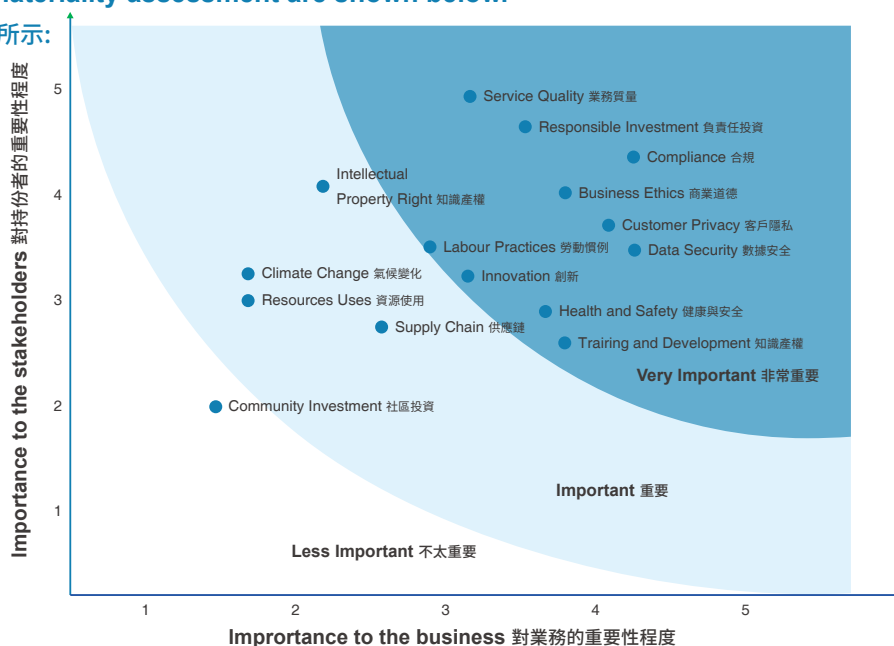 ateriality assessment are shown below.
所示:
Importance to the stakeholders 對持份者的重要性程度
5
4
3
2
1
Service Quality 業務質量
Responsible Investment 負責任投資
Compliance 合規
Intellectual
Property Right 知識產權
Business Ethics 商業道德
Customer Privacy 客戶隱私
Labour Practices 勞動慣例
Data Security 數據安全
Climate Change 氣候變化
Innovation 創新
Resources Uses 資源使用
Health and Safety 健康與安全
Supply Chain 供應鏈
Trairing and Development 知識產權
Very Important 非常重要
Community Investment 社區投資
Important 重要
Less Important 不太重要
1 2 3 4 5
Imprortance to the business 對業務的重要性程度